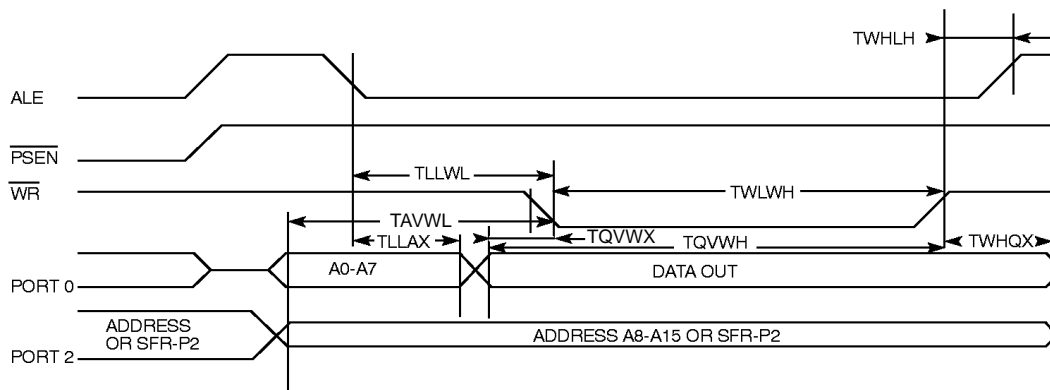 TWHLH
ALE
PSEN
TLLWL
WR
TWLWH
TAVWL
TLLAX
TQVWX
TQVWH
TWHQX
A0-A7
DATA OUT
PORT 0
ADDRESS
OR SFR-P2
ADDRESS A8-A15 OR SFR-P2
PORT 2